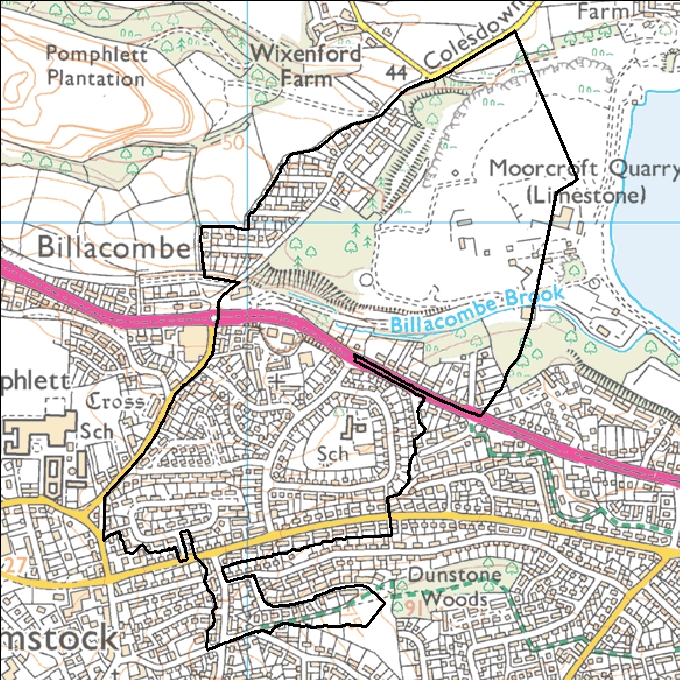 Farm
Colesdown
Pomphlett
Plantation
Wixenford
Farm
44
50
Moorcroft Quarry
(Limestone)
Billacombe
Billacombe Brook
phlett
Cross
Sch
Sch
27
Dunstone
Woods
91
mstock